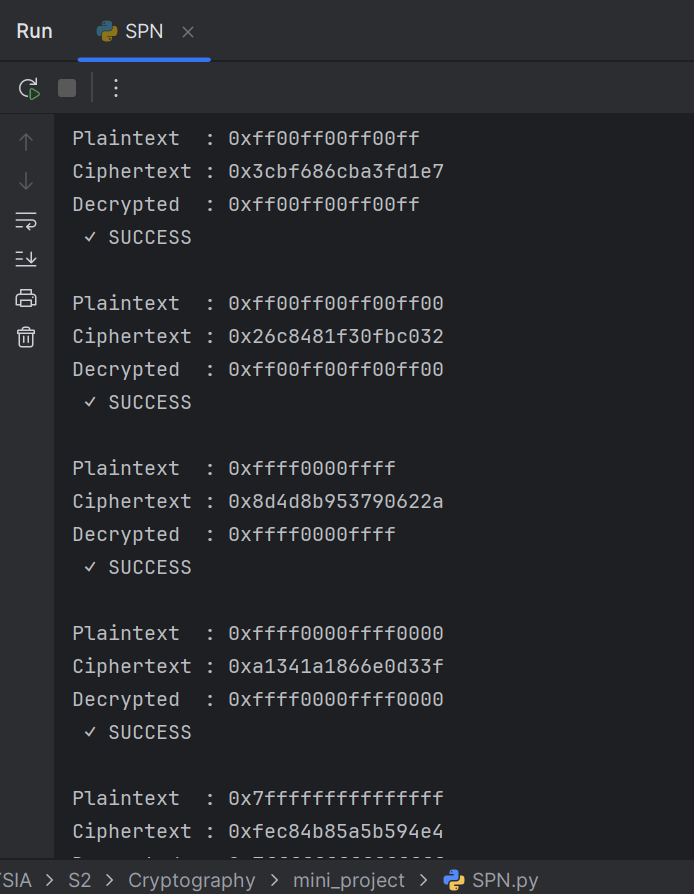 Run SPN
Plaintext  : 0xff00ff00ff00ff
Ciphertext : 0x3cbf686cba3fd1e7
Decrypted  : 0xff00ff00ff00ff
✓ SUCCESS
Plaintext  : 0xff00ff00ff00ff00
Ciphertext : 0x26c8481f30fbc032
Decrypted  : 0xff00ff00ff00ff00
✓ SUCCESS
Plaintext  : 0xffff0000ffff
Ciphertext : 0x8d4d8b953790622a
Decrypted  : 0xffff0000ffff
✓ SUCCESS
Plaintext  : 0xffff0000ffff0000
Ciphertext : 0xa1341a1866e0d33f
Decrypted  : 0xffff0000ffff0000
✓ SUCCESS
Plaintext  : 0x7fffffffffffffff
Ciphertext : 0xfec84b85a5b594e4
SIA > S2 > Cryptography > mini_project > SPN.py